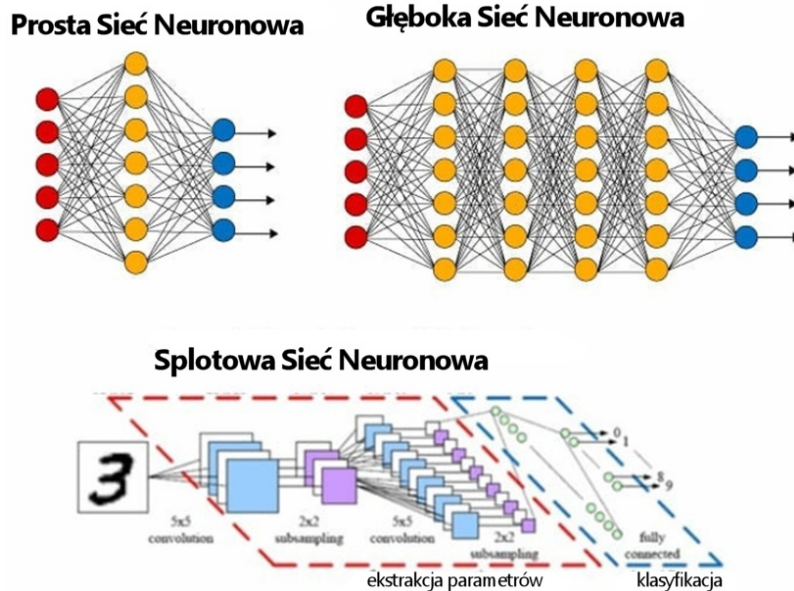 Prosta Sieć Neuronowa
Głęboka Sieć Neuronowa
Splotowa Sieć Neuronowa
3
0
1
8
9
5x5
convolution
2x2
subsampling
5x5
convolution
2x2
subsampling
fully
connected
ekstrakcja parametrów
klasyfikacja